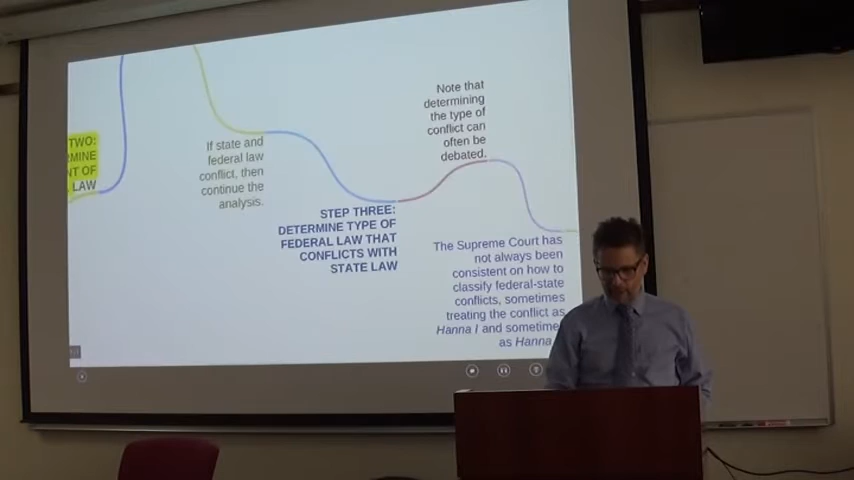 TWO:
RMINE
NT OF
LAW
If state and
federal law
conflict, then
continue the
analysis.
STEP THREE:
DETERMINE TYPE OF
FEDERAL LAW THAT
CONFLICTS WITH
STATE LAW
Note that
determining
the type of
conflict can
often be
debated.
The Supreme Court has
not always been
consistent on how to
classify federal-state
conflicts, sometimes
treating the conflict as
Hanna I and sometime
as Hanna